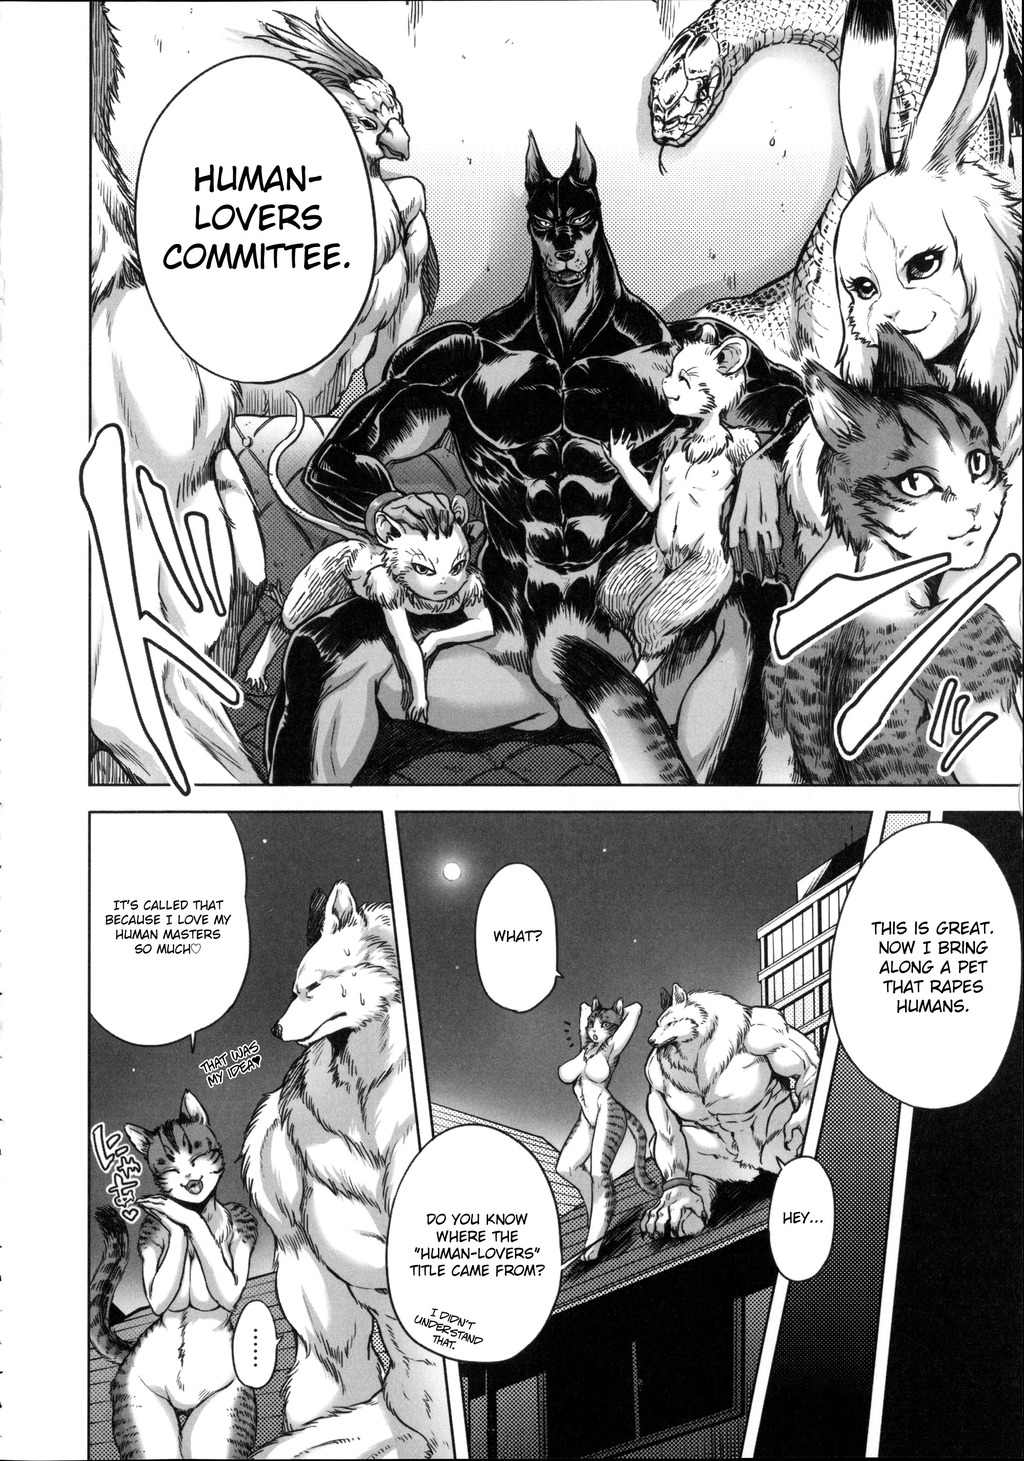 HUMAN-
LOVERS
COMMITTEE.
THIS IS GREAT.
NOW I BRING
ALONG A PET
THAT RAPES
HUMANS.
HEY...
WHAT?
DO YOU KNOW
WHERE THE
"HUMAN-LOVERS"
TITLE CAME FROM?
I DIDN'T
UNDERSTAND
THAT.
IT'S CALLED THAT
BECAUSE I LOVE MY
HUMAN MASTERS
SO MUCH♡
THAT WAS
MY IDEA♥
......